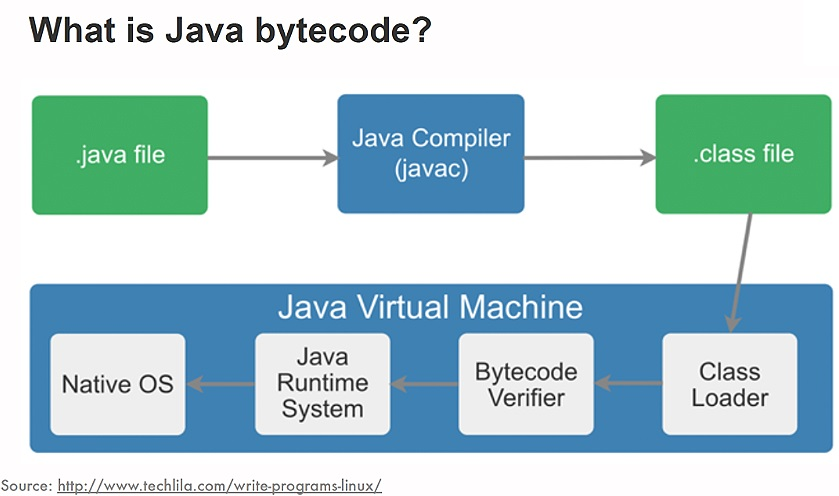 What is Java bytecode?
.java file
Java Compiler
(javac)
.class file
Java Virtual Machine
Native OS
Java
Runtime
System
Bytecode
Verifier
Class
Loader
Source: http://www.techlila.com/write-programs-linux/